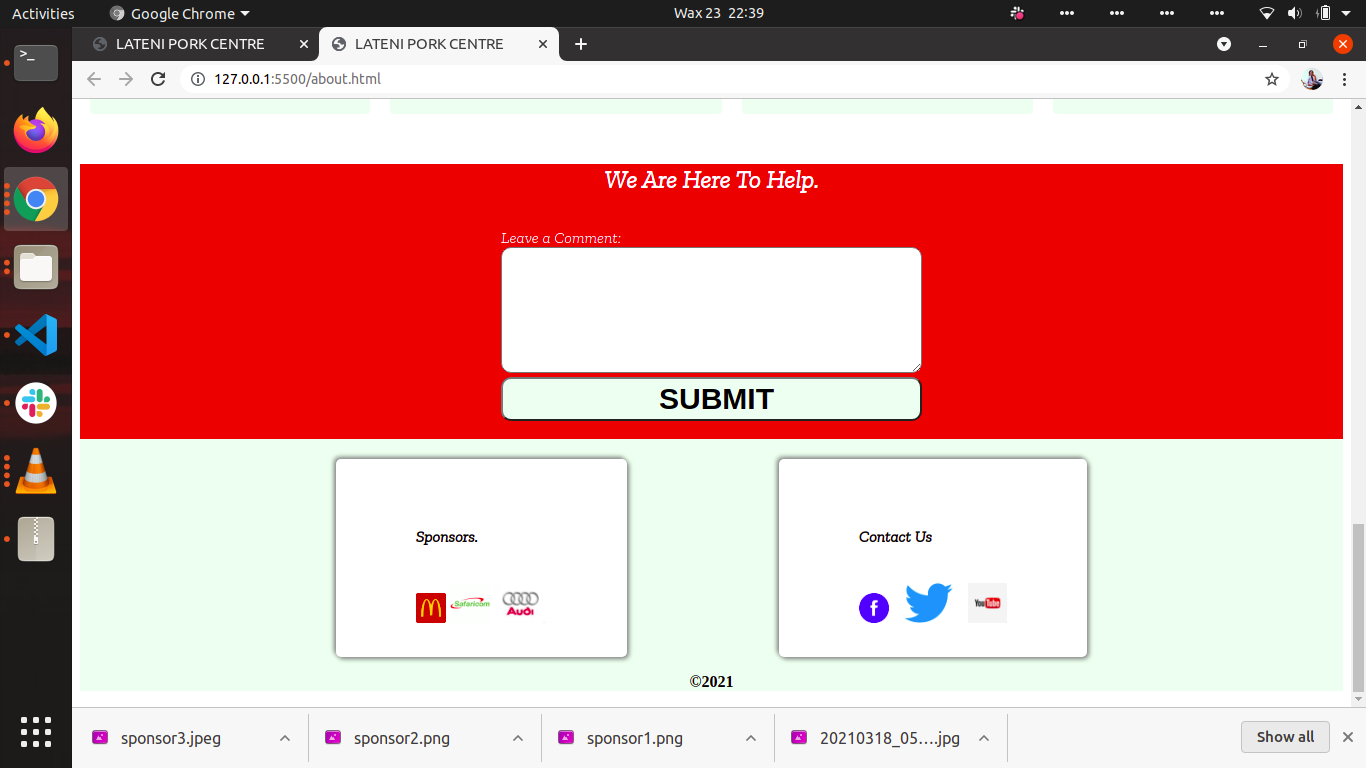 Activities
Google Chrome
Wax 23 22:39
LATENI PORK CENTRE
LATENI PORK CENTRE
127.0.0.1:5500/about.html
We Are Here To Help.
Leave a Comment:
SUBMIT
Sponsors.
Contact Us
Safaricom
Audi
YouTube
©2021
sponsor3.jpeg
sponsor2.png
sponsor1.png
20210318_05....jpg
Show all